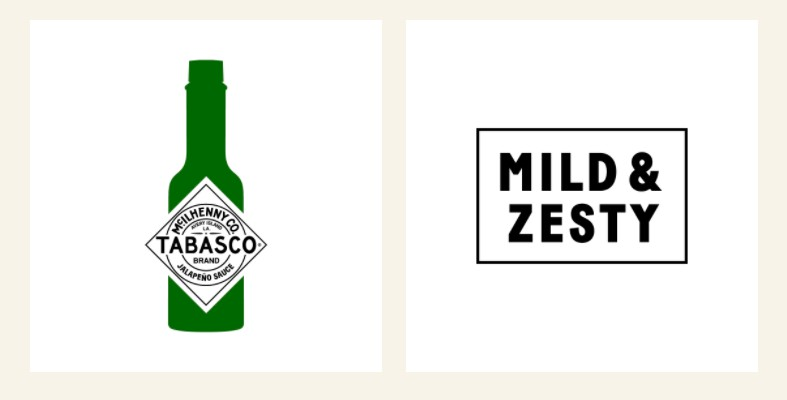 McILHENNY CO.
AVERY ISLAND
LA.
TABASCO®
BRAND
JALAPEÑO SAUCE
MILD &
ZESTY